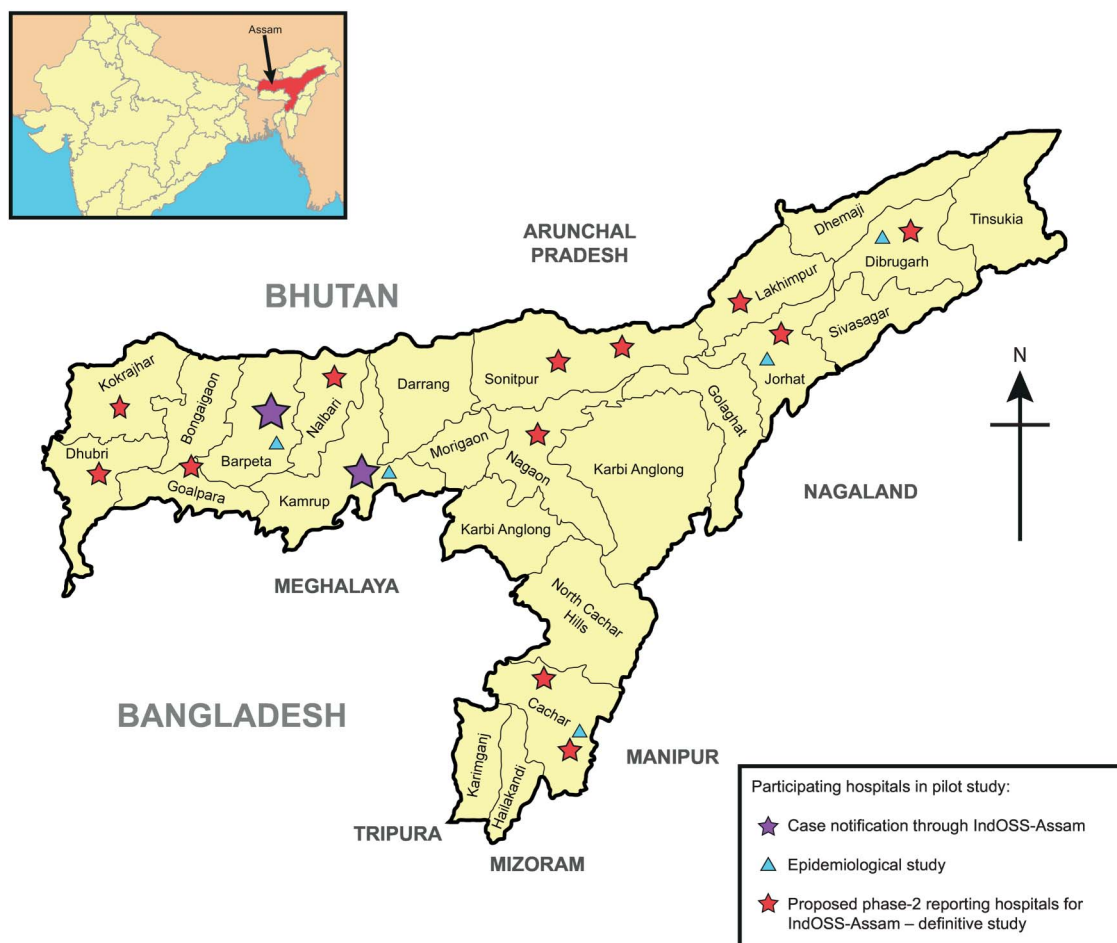 Assam
ARUNCHAL
PRADESH
BHUTAN
Dhemaji
Tinsukia
Dibrugarh
Lakhimpur
Sivasagar
Jorhat
Golaghat
Kokrajhar
Bongaigaon
Nalbari
Darrang
Sonitpur
Dhubri
Barpeta
Morigaon
Nagaon
Karbi Anglong
Goalpara
Kamrup
Karbi Anglong
N
NAGALAND
MEGHALAYA
North Cachar
Hills
BANGLADESH
Cachar
Karimganj
Hailakandi
MANIPUR
TRIPURA
MIZORAM
Participating hospitals in pilot study:
Case notification through IndOSS-Assam
Epidemiological study
Proposed phase-2 reporting hospitals for
IndOSS-Assam – definitive study